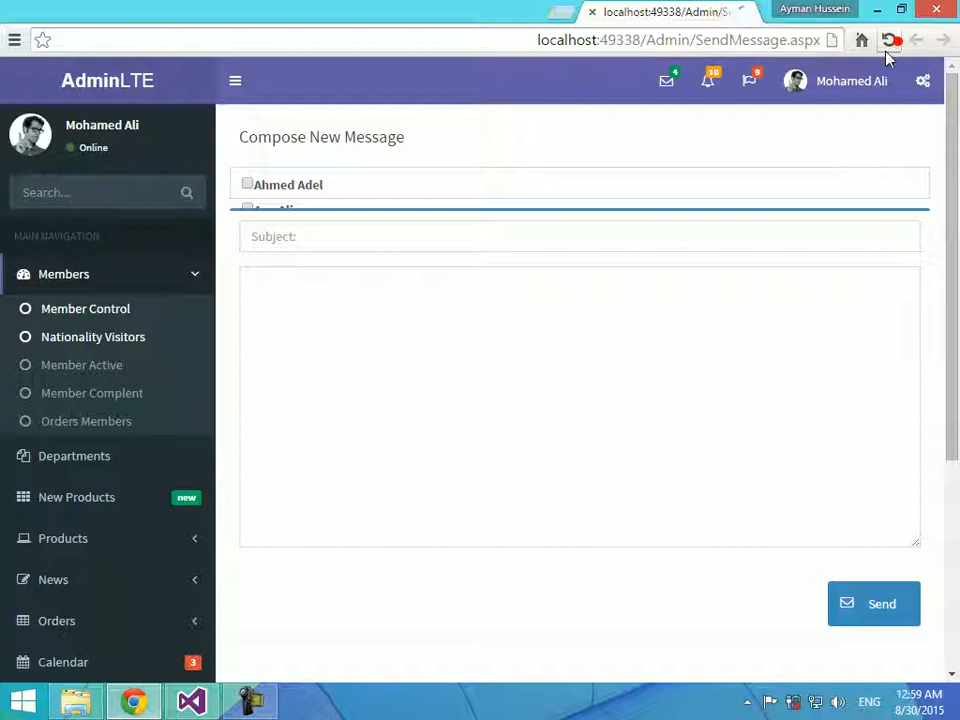 localhost:49338/Admin/Sen
Ayman Hussein
localhost:49338/Admin/SendMessage.aspx
AdminLTE
4
10
9
Mohamed Ali
Mohamed Ali
Online
Search...
MAIN NAVIGATION
Members
Member Control
Nationality Visitors
Member Active
Member Complent
Orders Members
Departments
New Products
new
Products
News
Orders
Calendar
3
Compose New Message
Ahmed Adel
Subject:
Send
ENG
12:59 AM
8/30/2015